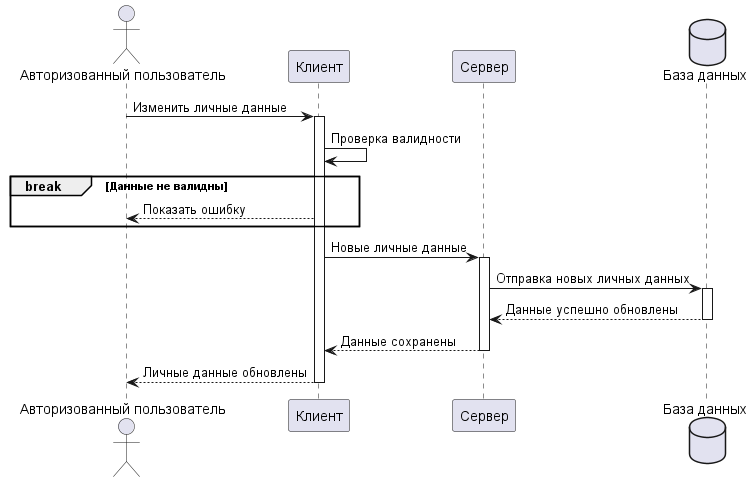 Авторизованный пользователь
Клиент
Сервер
База данных
Изменить личные данные
Проверка валидности
break
[Данные не валидны]
Показать ошибку
Новые личные данные
Отправка новых личных данных
Данные успешно обновлены
Данные сохранены
Личные данные обновлены
Авторизованный пользователь
Клиент
Сервер
База данных